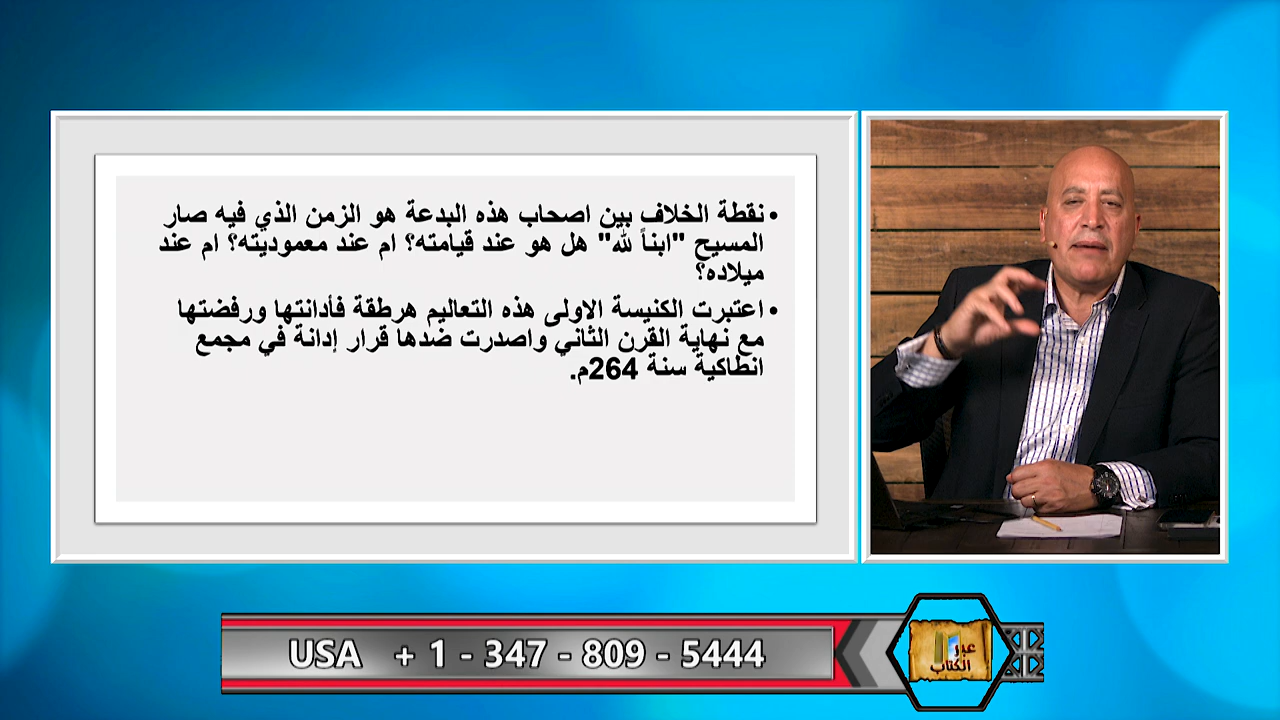 • نقطة الخلاف بين اصحاب هذه البدعة هو الزمن الذي فيه صار
المسيح "ابناً لله" هل هو عند قيامته؟ ام عند معموديته؟ ام عند
ميلاده؟
• اعتبرت الكنيسة الاولى هذه التعاليم هرطقة فأدانتها ورفضتها
مع نهاية القرن الثاني واصدرت ضدها قرار إدانة في مجمع
انطاكية سنة 264م.
USA + 1 - 347 - 809 - 5444
عبر
الكتاب